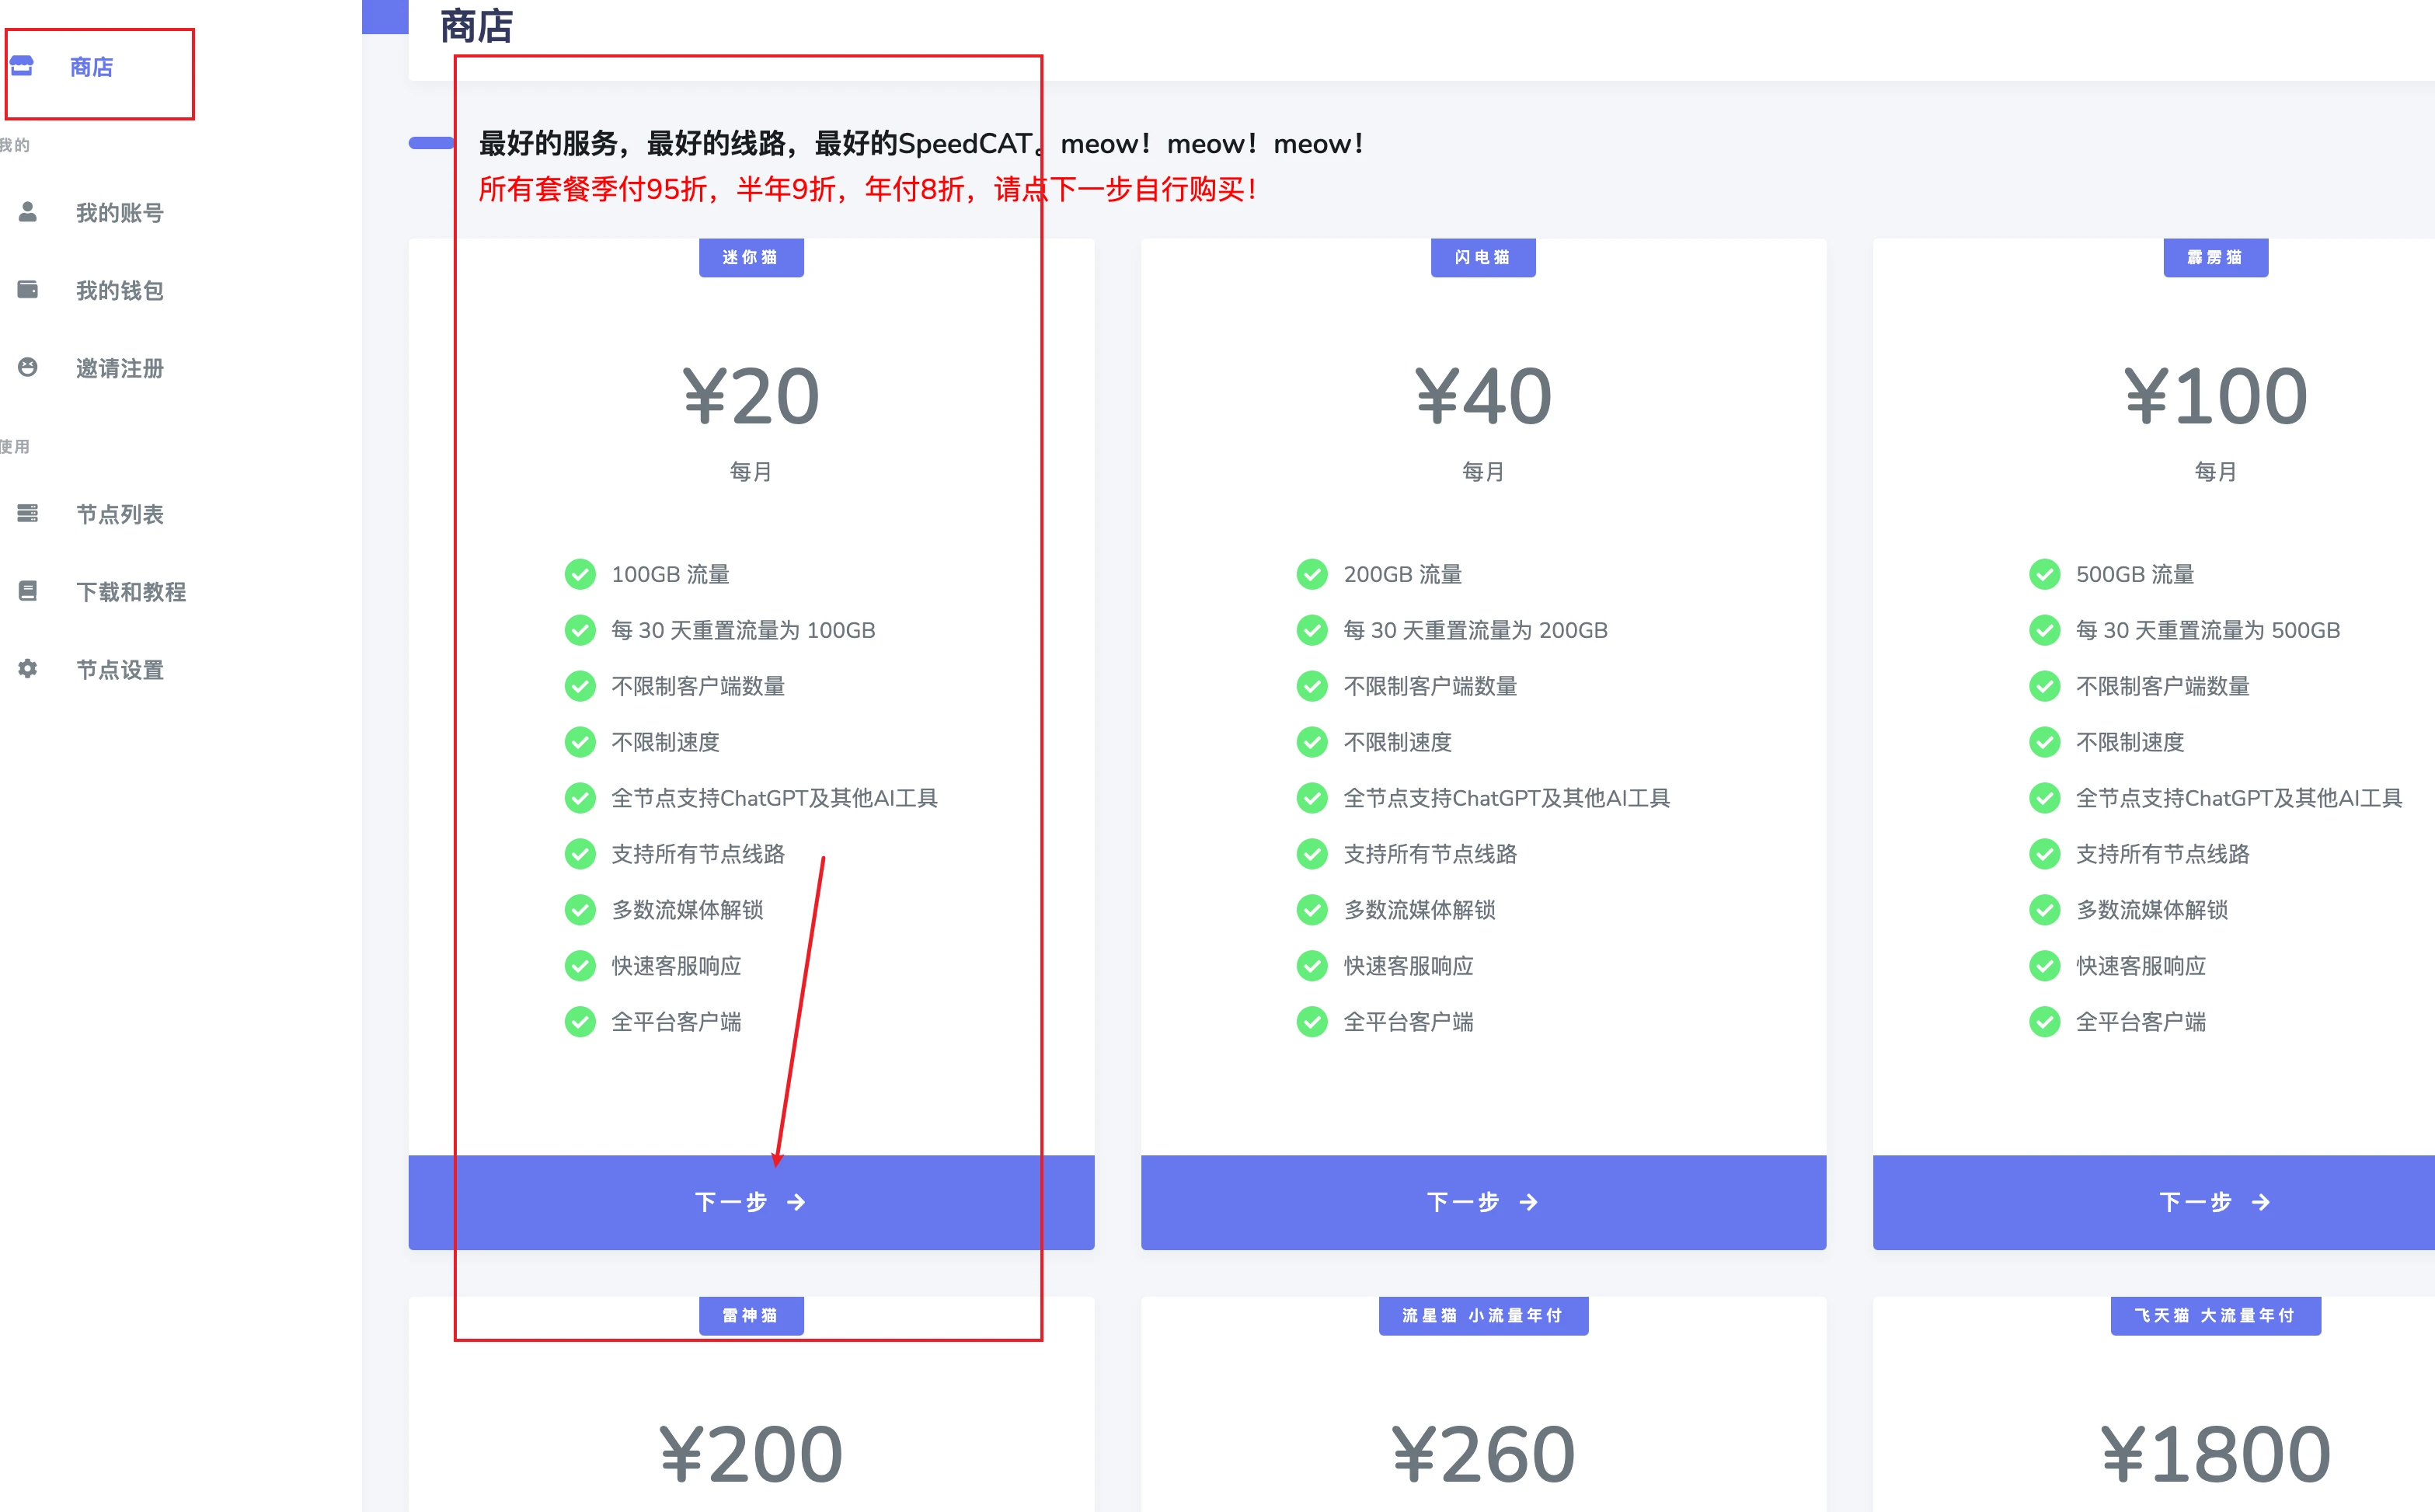 商店
我的
我的账号
我的钱包
邀请注册
使用
节点列表
下载和教程
节点设置
商店
最好的服务，最好的线路，最好的SpeedCAT。meow！meow！meow！
所有套餐季付95折，半年9折，年付8折，请点下一步自行购买！
迷你猫
¥20
每月
100GB 流量
每 30 天重置流量为 100GB
不限制客户端数量
不限制速度
全节点支持ChatGPT及其他AI工具
支持所有节点线路
多数流媒体解锁
快速客服响应
全平台客户端
下一步 →
闪电猫
¥40
每月
200GB 流量
每 30 天重置流量为 200GB
不限制客户端数量
不限制速度
全节点支持ChatGPT及其他AI工具
支持所有节点线路
多数流媒体解锁
快速客服响应
全平台客户端
下一步 →
霹雳猫
¥100
每月
500GB 流量
每 30 天重置流量为 500GB
不限制客户端数量
不限制速度
全节点支持ChatGPT及其他AI工具
支持所有节点线路
多数流媒体解锁
快速客服响应
全平台客户端
下一步 →
雷神猫
¥200
流星猫 小流量年付
¥260
飞天猫 大流量年付
¥1800